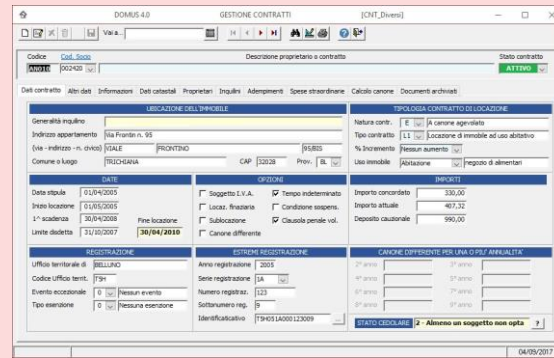 DOMUS 4.0 GESTIONE CONTRATTI [CNT_Diversi]
Vai a...
Codice Cod. Socio Descrizione proprietario o contratto Stato contratto
AN010 002420 ATTIVO
Dati contratto Altri dati Informazioni Dati catastali Proprietari Inquilini Adempimenti Spese straordinarie Calcolo canone Documenti archiviati
UBICAZIONE DELL'IMMOBILE
Generalità inquilino
Indirizzo appartamento Via Frontin n. 95
(via - indirizzo - n. civico) VIALE FRONTINO 95/BIS
Comune o luogo TRICHIANA CAP 32028 Prov. BL
TIPOLOGIA CONTRATTO DI LOCAZIONE
Natura contr. E A canone agevolato
Tipo contratto L1 Locazione di immobile ad uso abitativo
% Incremento Nessun aumento
Uso immobile Abitazione negozio di alimentari
DATE
Data stipula 01/04/2005
Inizio locazione 01/05/2005
1^ scadenza 30/04/2008 Fine locazione
Limite disdetta 31/10/2007 30/04/2010
OPZIONI
Soggetto I.V.A. Tempo indeterminato
Locaz. finaziaria Condizione sospens.
Sublocazione Clausola penale vol.
Canone differente
IMPORTI
Importo concordato 330,00
Importo attuale 487,32
Deposito cauzionale 990,00
REGISTRAZIONE
Ufficio territoriale di BELLUNO
Codice Ufficio territ. T5H
Evento eccezionale 0 Nessun evento
Tipo esenzione 0 Nessuna esenzione
ESTREMI REGISTRAZIONE
Anno registrazione 2005
Serie registrazione 1A
Numero registraz. 123
Sottonumero reg. 9
Identificaticativo T5H051A000123009 ...
CANONE DIFFERENTE PER UNA O PIU' ANNUALITA'
2° anno 3° anno
4° anno 5° anno
6° anno 7° anno
8° anno 9° anno
STATO CEDOLARE 2 - Almeno un soggetto non opta ?
04/09/2017